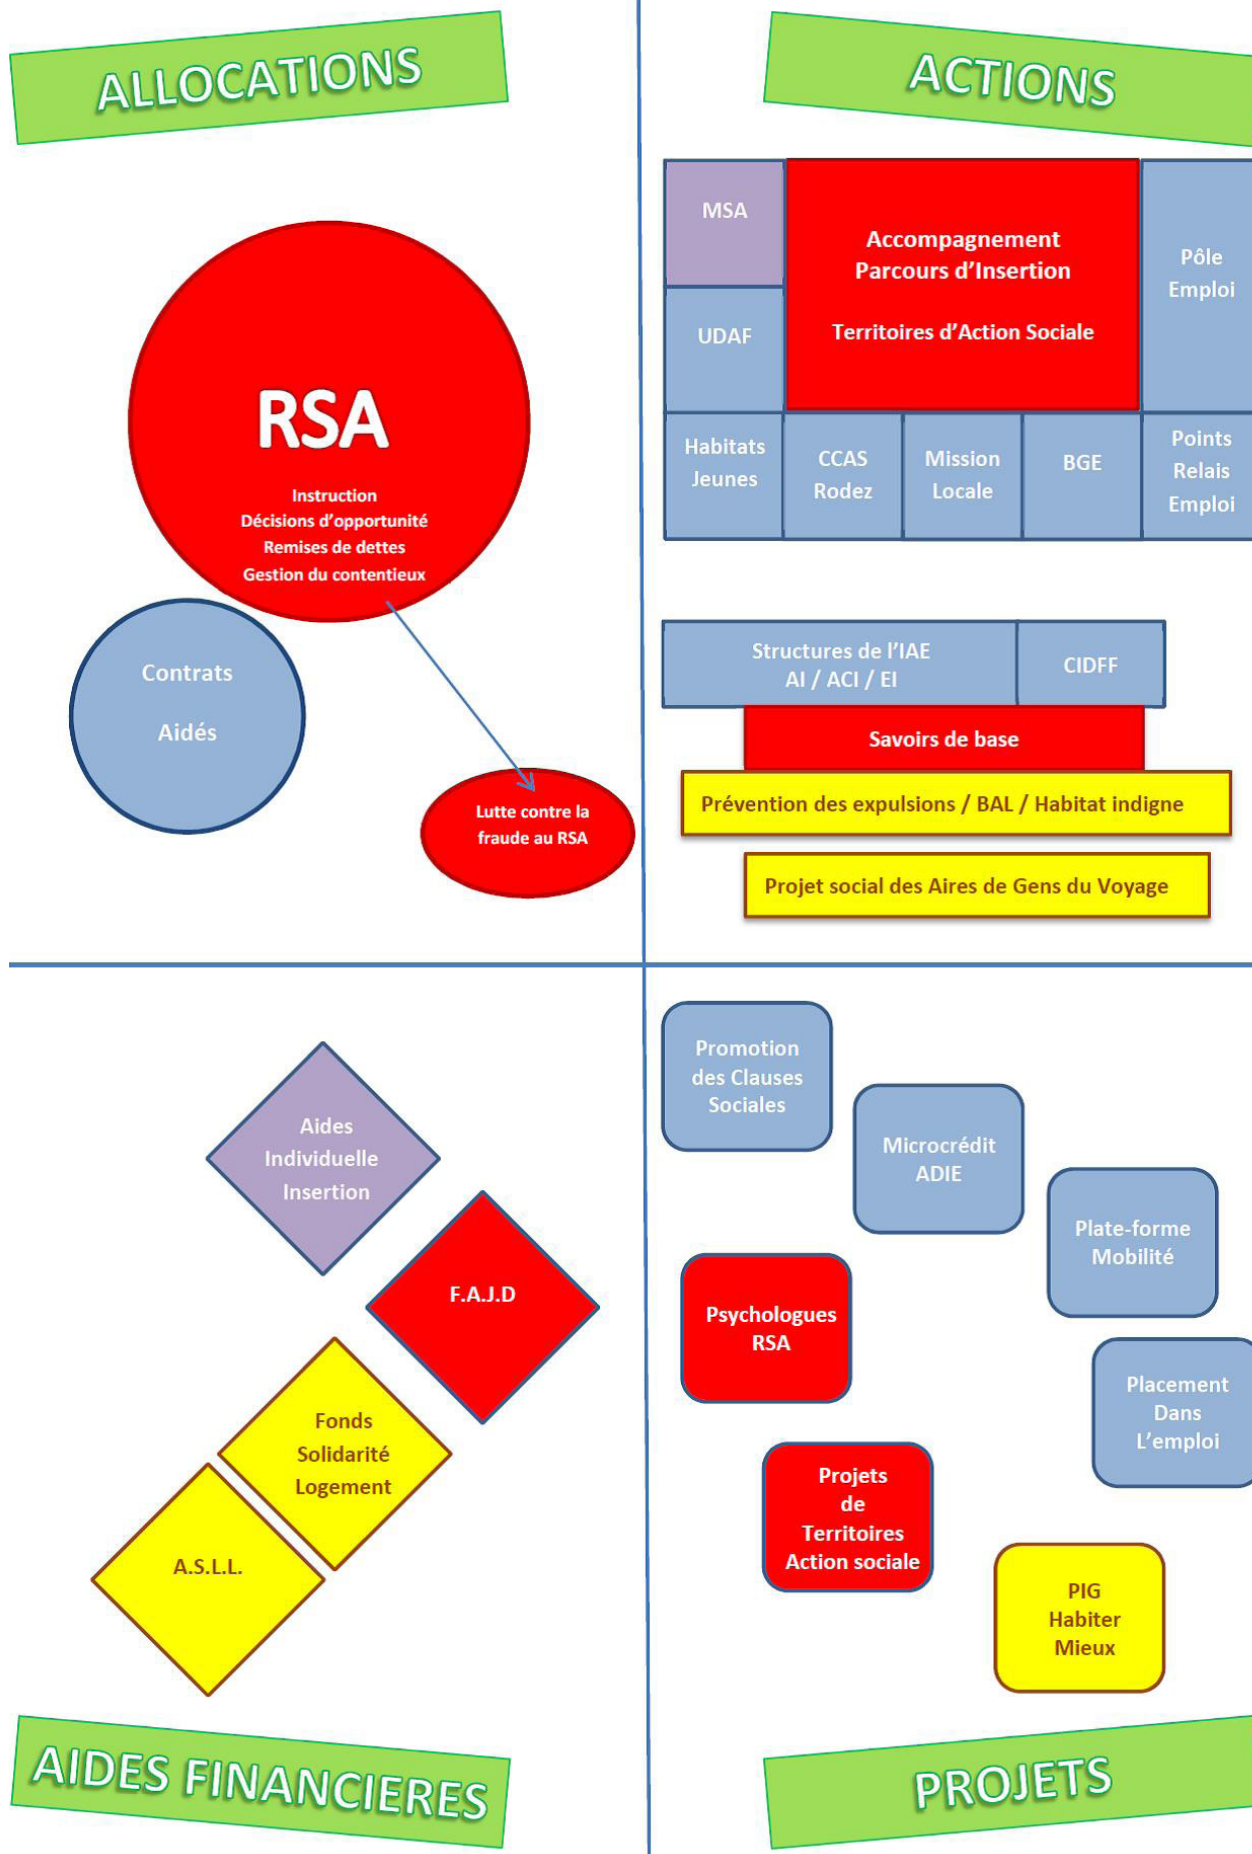 ALLOCATIONS
RSA
Instruction
Décisions d'opportunité
Remises de dettes
Gestion du contentieux
Contrats
Aidés
Lutte contre la
fraude au RSA
ACTIONS
MSA
Accompagnement
Parcours d'Insertion
Territoires d'Action Sociale
Pôle
Emploi
UDAF
Habitats
Jeunes
CCAS
Rodez
Mission
Locale
BGE
Points
Relais
Emploi
Structures de l'IAE
AI / ACI / EI
CIDFF
Savoirs de base
Prévention des expulsions / BAL / Habitat indigne
Projet social des Aires de Gens du Voyage
Aides
Individuelle
Insertion
F.A.J.D
Fonds
Solidarité
Logement
A.S.L.L.
AIDES FINANCIERES
Promotion
des Clauses
Sociales
Microcrédit
ADIE
Plate-forme
Mobilité
Psychologues
RSA
Placement
Dans
L'emploi
Projets
de
Territoires
Action sociale
PIG
Habiter
Mieux
PROJETS